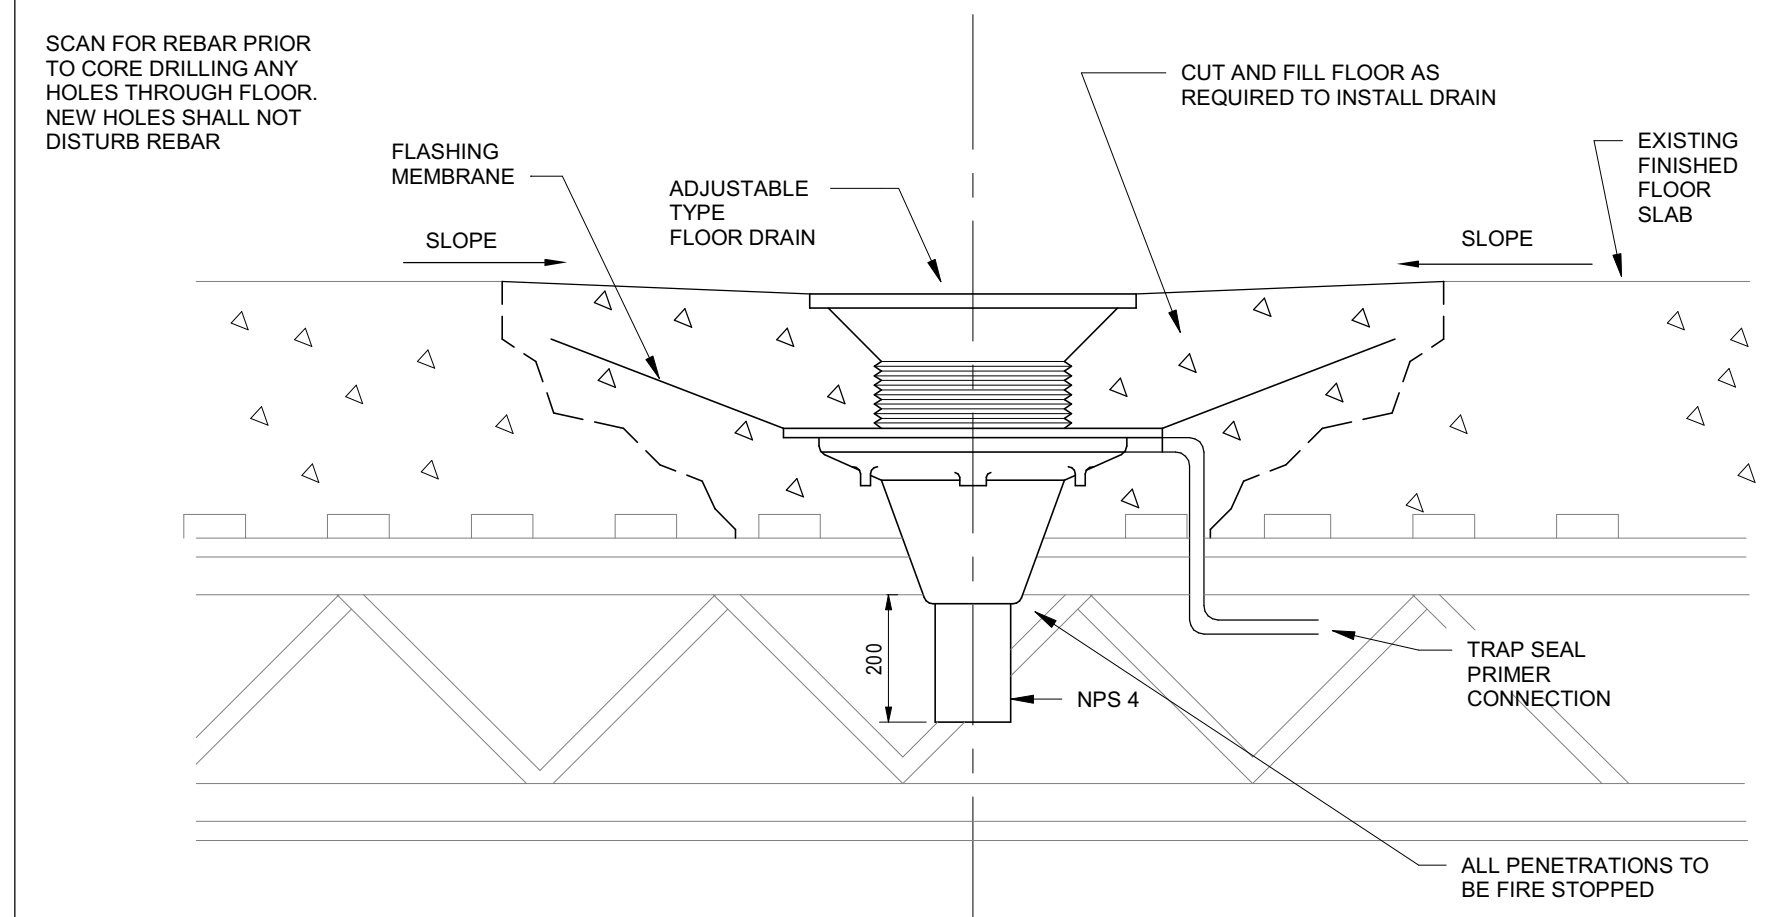 SCAN FOR REBAR PRIOR
TO CORE DRILLING ANY
HOLES THROUGH FLOOR.
NEW HOLES SHALL NOT
DISTURB REBAR
FLASHING
MEMBRANE
SLOPE
ADJUSTABLE
TYPE
FLOOR DRAIN
CUT AND FILL FLOOR AS
REQUIRED TO INSTALL DRAIN
EXISTING
FINISHED
FLOOR
SLAB
SLOPE
200
NPS 4
TRAP SEAL
PRIMER
CONNECTION
ALL PENETRATIONS TO
BE FIRE STOPPED